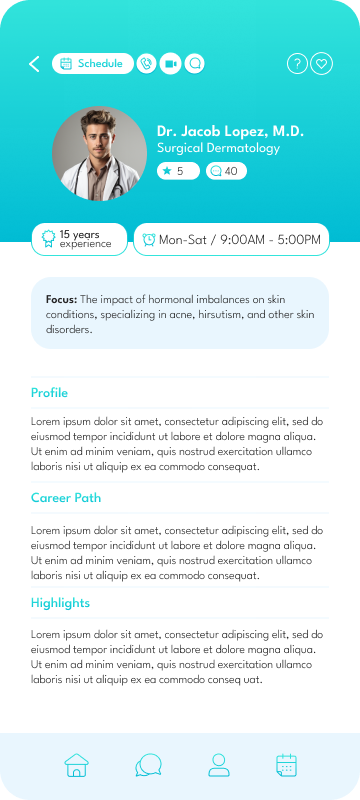 Schedule
?
Dr. Jacob Lopez, M.D.
Surgical Dermatology
5
40
15 years
experience
Mon-Sat / 9:00AM - 5:00PM
Focus: The impact of hormonal imbalances on skin
conditions, specializing in acne, hirsutism, and other skin
disorders.
Profile
Lorem ipsum dolor sit amet, consectetur adipiscing elit, sed do
eiusmod tempor incididunt ut labore et dolore magna aliqua.
Ut enim ad minim veniam, quis nostrud exercitation ullamco
laboris nisi ut aliquip ex ea commodo consequat.
Career Path
Lorem ipsum dolor sit amet, consectetur adipiscing elit, sed do
eiusmod tempor incididunt ut labore et dolore magna aliqua.
Ut enim ad minim veniam, quis nostrud exercitation ullamco
laboris nisi ut aliquip ex ea commodo consequat.
Highlights
Lorem ipsum dolor sit amet, consectetur adipiscing elit, sed do
eiusmod tempor incididunt ut labore et dolore magna aliqua.
Ut enim ad minim veniam, quis nostrud exercitation ullamco
laboris nisi ut aliquip ex ea commodo conseq uat.